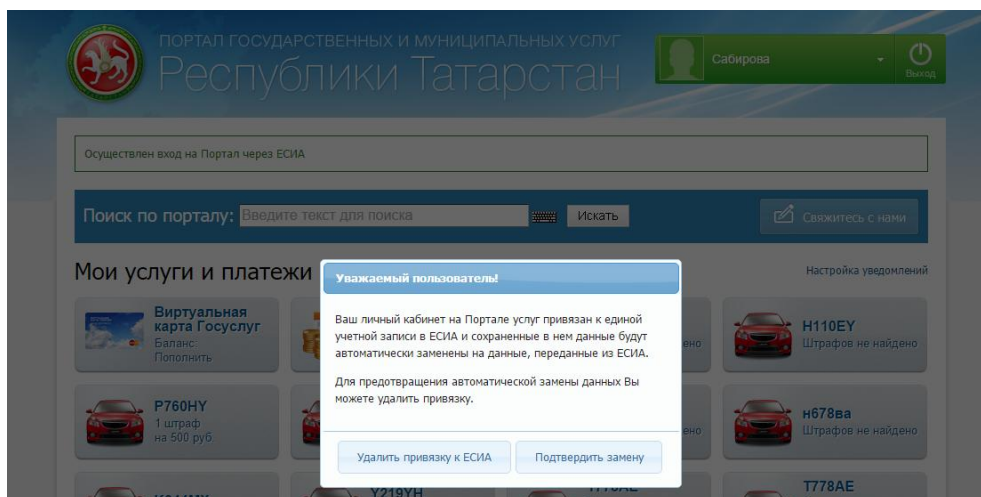 ПОРТАЛ ГОСУДАРСТВЕННЫХ И МУНИЦИПАЛЬНЫХ УСЛУГ
Республики Татарстан
Сабирова
Выход
Осуществлен вход на Портал через ЕСИА
Поиск по порталу:
Введите текст для поиска
Искать
Свяжитесь с нами
Мои услуги и платежи
Настройка уведомлений
Уважаемый пользователь!
Ваш личный кабинет на Портале услуг привязан к единой
учетной записи в ЕСИА и сохраненные в нем данные будут
автоматически заменены на данные, переданные из ЕСИА.
Для предотвращения автоматической замены данных Вы
можете удалить привязку.
Удалить привязку к ЕСИА
Подтвердить замену
Виртуальная
карта Госуслуг
Баланс:
Пополнить
Н110ЕУ
Штрафов не найдено
Р760НУ
1 штраф
на 500 руб.
н678ва
Штрафов не найдено
У219УН
Т778АЕ